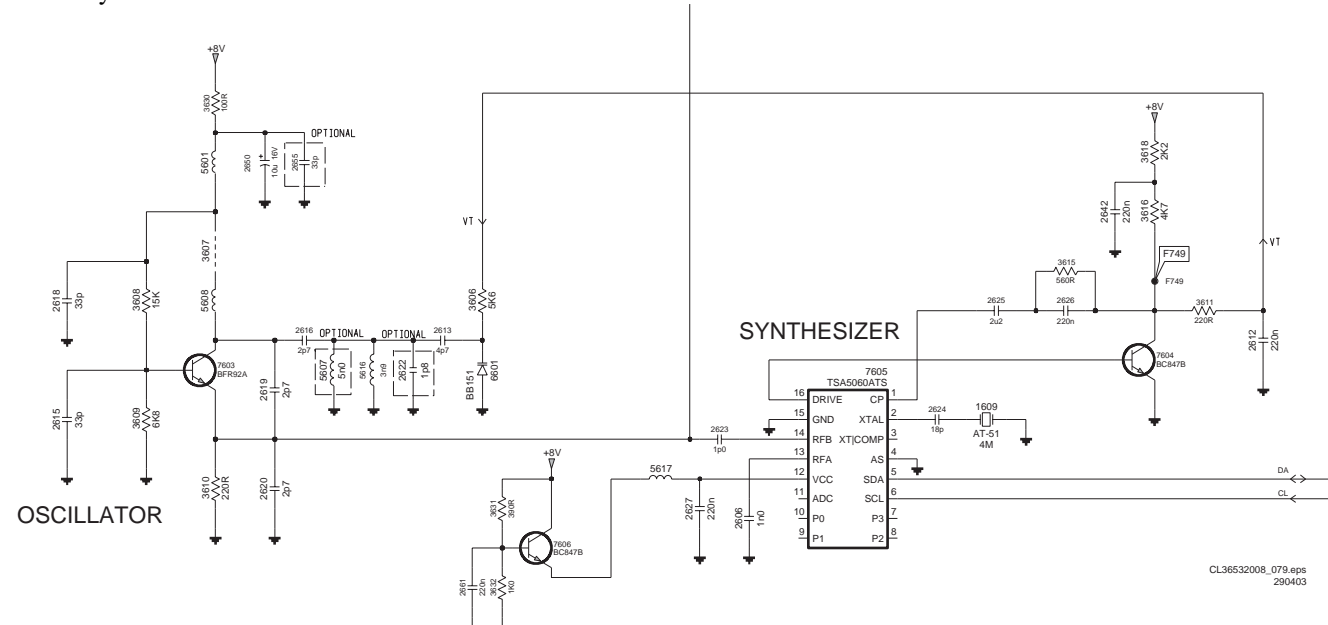 +8V
3630
100R
OPTIONAL
5601
2650
10u 16V
2655
33p
3607
2618
33p
3608
15K
5608
2616
2p7
OPTIONAL
OPTIONAL
2613
4p7
7603
BFR92A
5607
5n0
5616
3n9
2622
1p8
2619
2p7
2615
33p
3609
6K8
3610
220R
2620
2p7
OSCILLATOR
VT
3606
5K6
BB151
6601
+8V
3618
2K2
2642
220n
3616
4K7
VT
F749
F749
3615
560R
2625
2u2
2626
220n
3611
220R
2612
220n
SYNTHESIZER
7604
BC847B
7605
TSA5060ATS
16 DRIVE CP 1
15 GND XTAL 2
14 RFB XT|COMP 3
13 RFA AS 4
12 VCC SDA 5
11 ADC SCL 6
10 P0 P3 7
9 P1 P2 8
2624
18p
1609
AT-51
4M
2623
1p0
+8V
5617
3631
390R
2627
220n
2606
1n0
7606
BC847B
2661
220n
3632
1K0
DA
CL
CL36532008_079.eps
290403